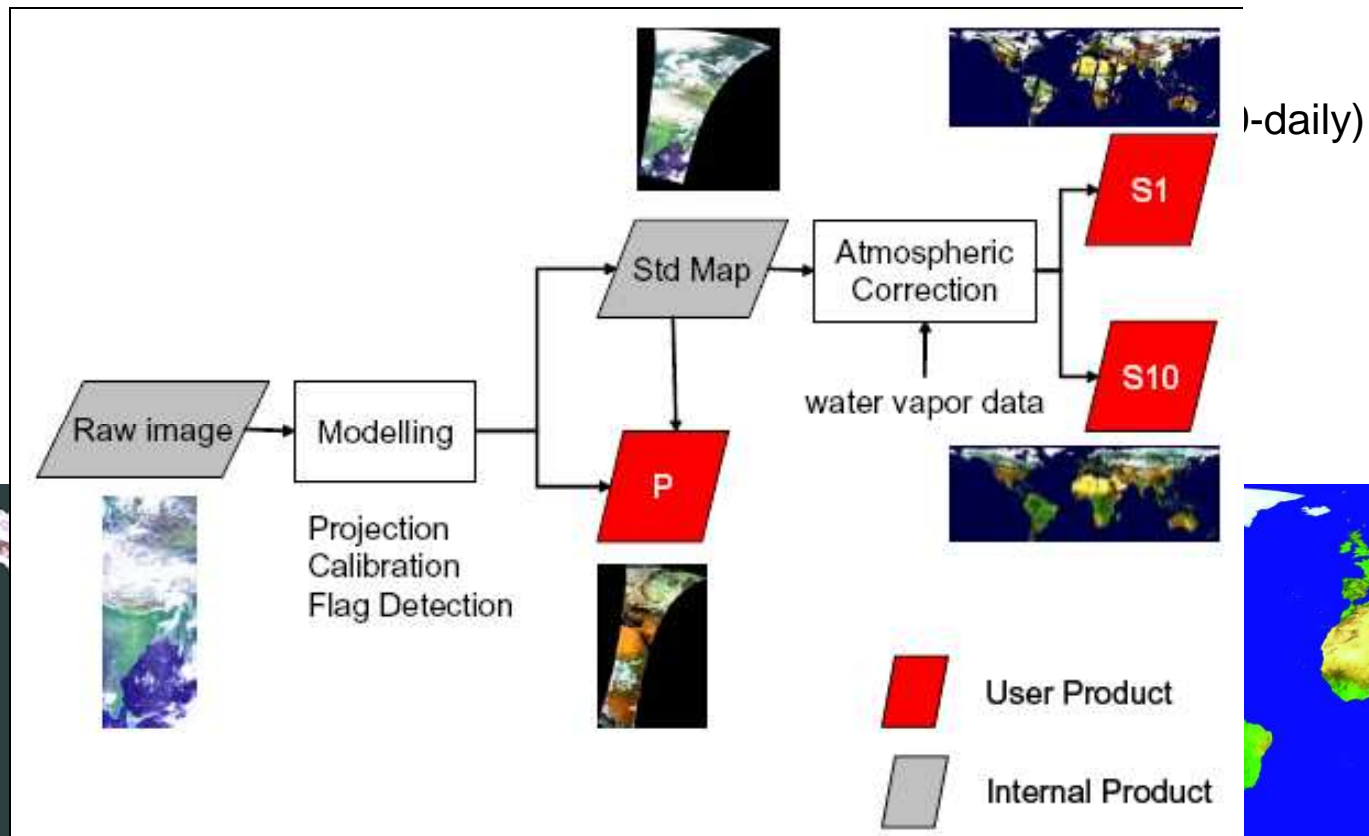 -daily)
S1
Std Map
Atmospheric
Correction
S10
water vapor data
Raw image
Modelling
P
Projection
Calibration
Flag Detection
User Product
Internal Product